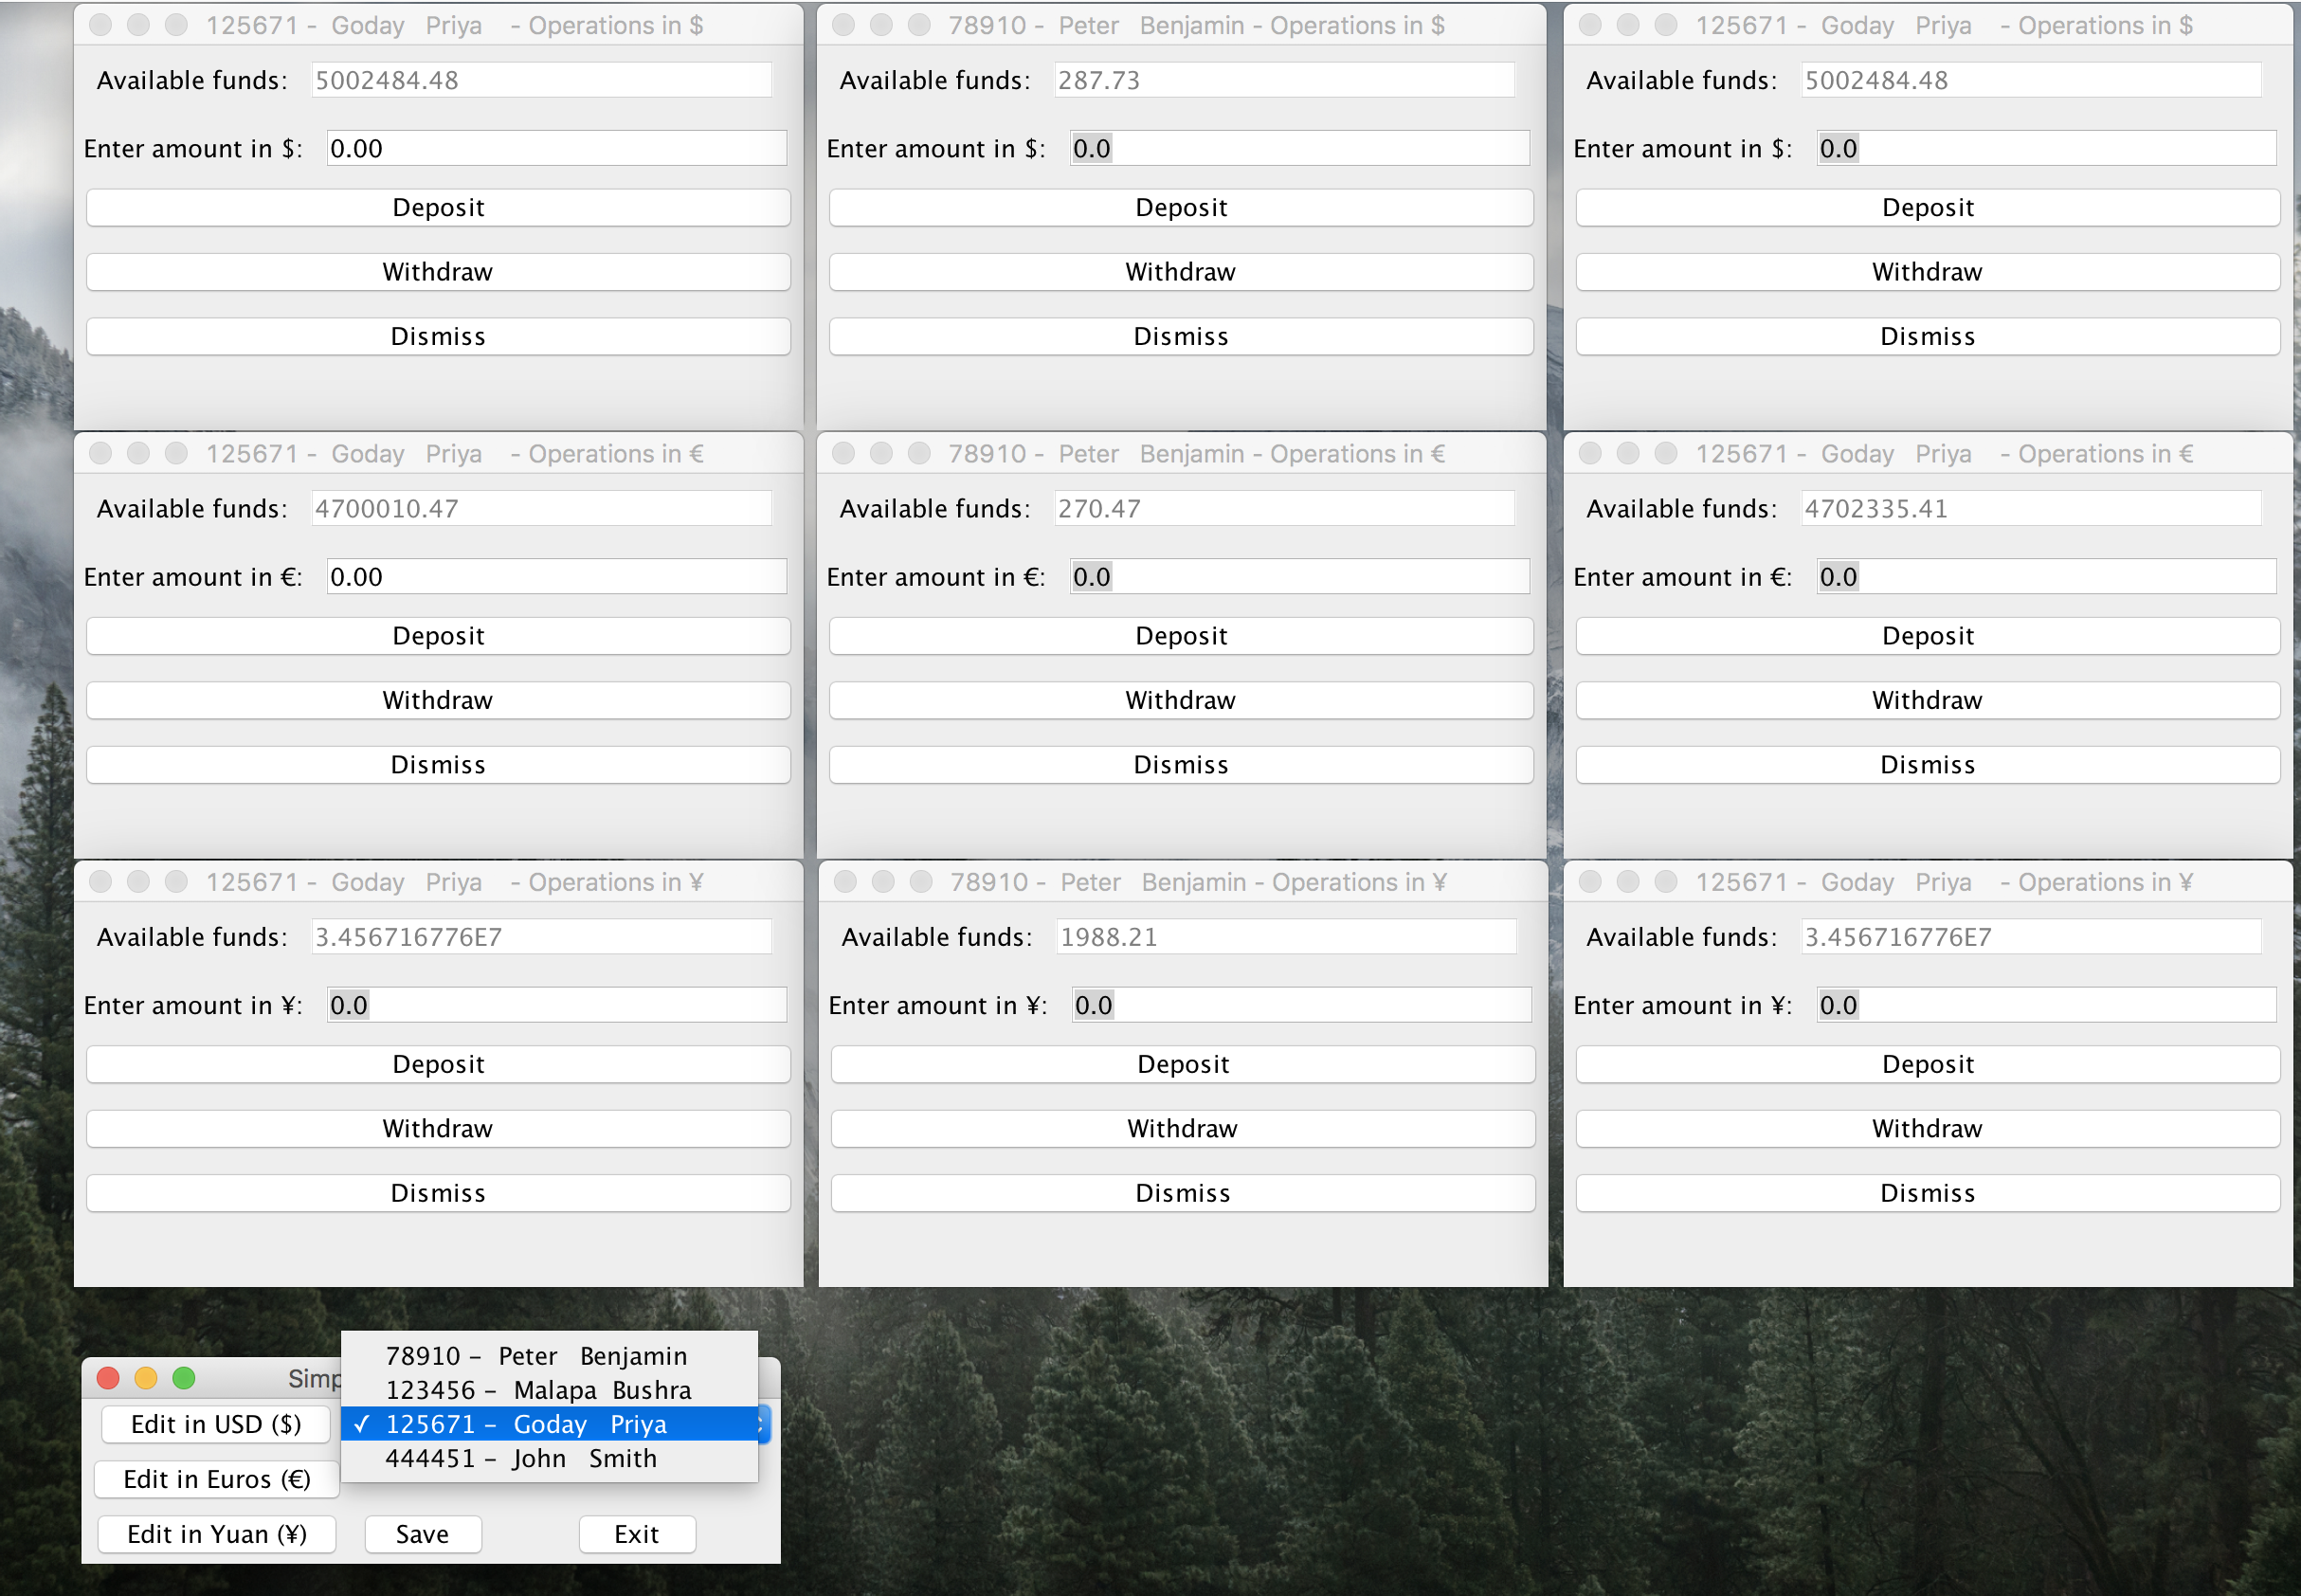 125671 - Goday Priya - Operations in $
Available funds: 5002484.48
Enter amount in $: 0.00
Deposit
Withdraw
Dismiss
78910 - Peter Benjamin - Operations in $
Available funds: 287.73
Enter amount in $: 0.0
Deposit
Withdraw
Dismiss
125671 - Goday Priya - Operations in $
Available funds: 5002484.48
Enter amount in $: 0.0
Deposit
Withdraw
Dismiss
125671 - Goday Priya - Operations in €
Available funds: 4700010.47
Enter amount in €: 0.00
Deposit
Withdraw
Dismiss
78910 - Peter Benjamin - Operations in €
Available funds: 270.47
Enter amount in €: 0.0
Deposit
Withdraw
Dismiss
125671 - Goday Priya - Operations in €
Available funds: 4702335.41
Enter amount in €: 0.0
Deposit
Withdraw
Dismiss
125671 - Goday Priya - Operations in ¥
Available funds: 3.456716776E7
Enter amount in ¥: 0.0
Deposit
Withdraw
Dismiss
78910 - Peter Benjamin - Operations in ¥
Available funds: 1988.21
Enter amount in ¥: 0.0
Deposit
Withdraw
Dismiss
125671 - Goday Priya - Operations in ¥
Available funds: 3.456716776E7
Enter amount in ¥: 0.0
Deposit
Withdraw
Dismiss
Simp
78910 - Peter Benjamin
123456 - Malapa Bushra
✓ 125671 - Goday Priya
444451 - John Smith
Edit in USD ($)
Edit in Euros (€)
Edit in Yuan (¥)
Save
Exit